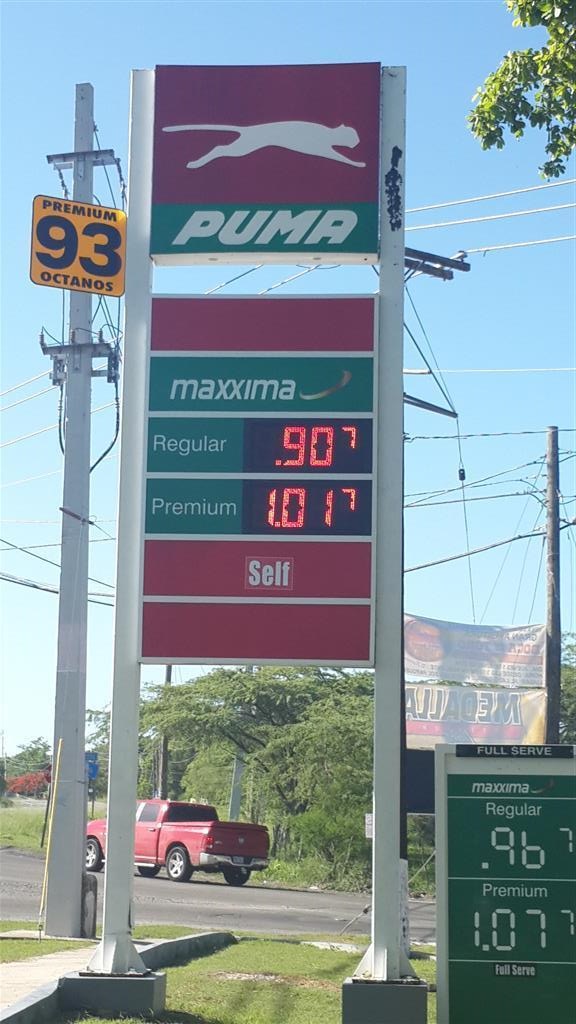 PREMIUM
93
OCTANOS
PUMA
maxxima
Regular .90⁷
Premium 1.01⁷
Self
MEDALLA
FULL SERVE
maxxima
Regular
.96⁷
Premium
1.07⁷
Full Serve